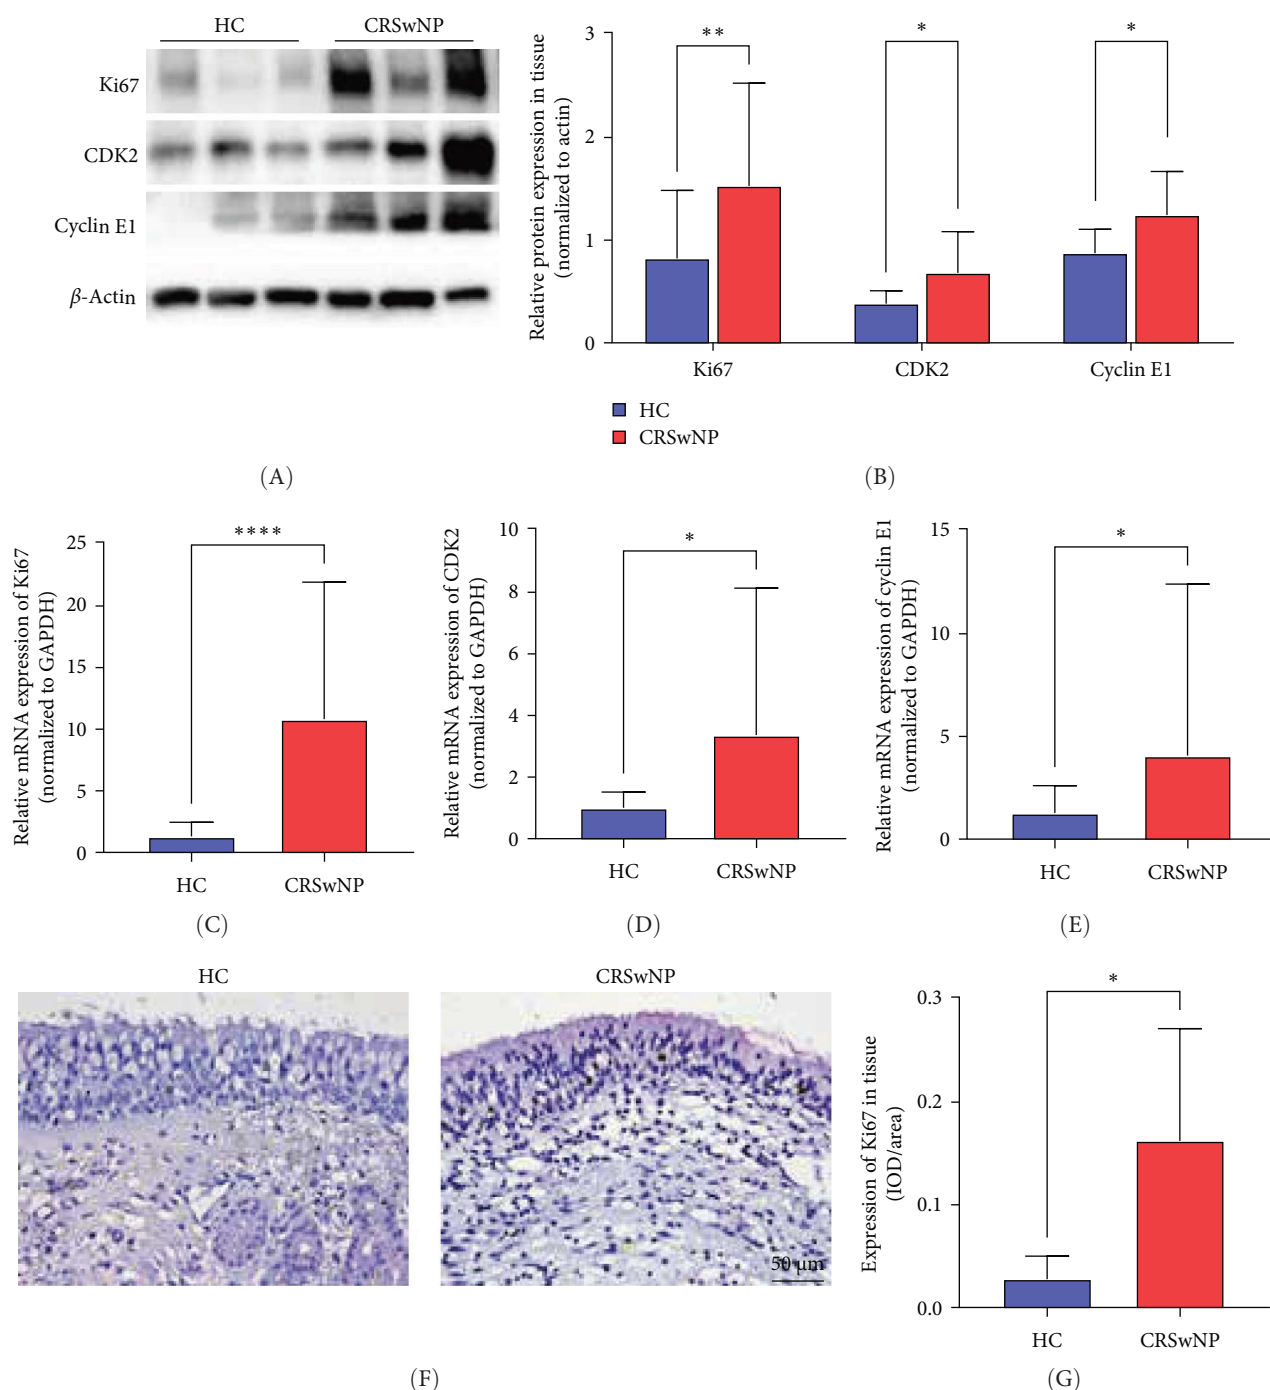 HC CRSwNP
Ki67
CDK2
Cyclin E1
β-Actin
(A)
Relative protein expression in tissue
(normalized to actin)
3
2
1
0
**
*
*
Ki67 CDK2 Cyclin E1
HC
CRSwNP
(B)
Relative mRNA expression of Ki67
(normalized to GAPDH)
25
20
15
10
5
0
****
HC CRSwNP
(C)
Relative mRNA expression of CDK2
(normalized to GAPDH)
10
8
6
4
2
0
*
HC CRSwNP
(D)
Relative mRNA expression of cyclin E1
(normalized to GAPDH)
15
10
5
0
*
HC CRSwNP
(E)
HC CRSwNP
50 μm
(F)
Expression of Ki67 in tissue
(IOD/area)
0.3
0.2
0.1
0.0
*
HC CRSwNP
(G)